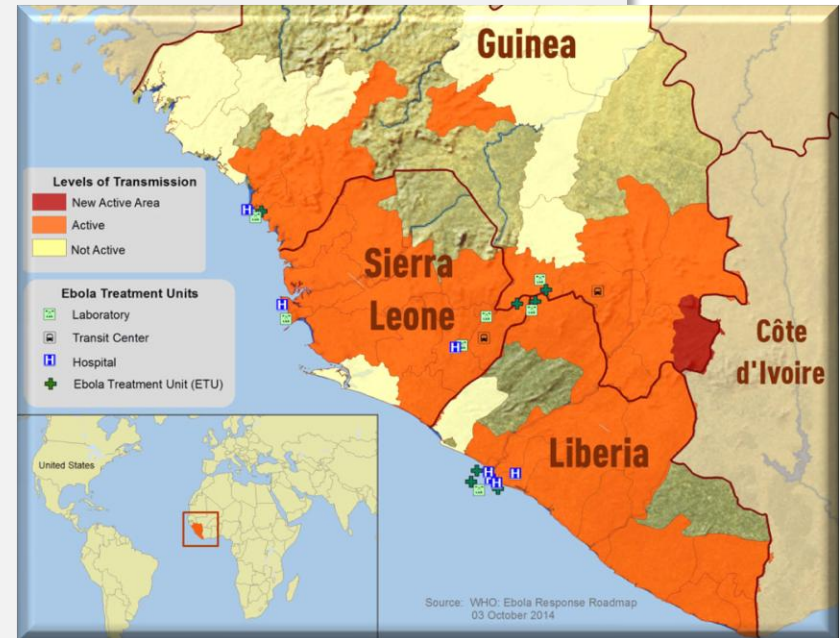 Guinea
Levels of Transmission
New Active Area
Active
Not Active
Sierra
Leone
Ebola Treatment Units
Laboratory
Transit Center
Hospital
Ebola Treatment Unit (ETU)
Côte
d'Ivoire
Liberia
United States
Source: WHO: Ebola Response Roadmap
03 October 2014
H
H
H
H
H
H
H